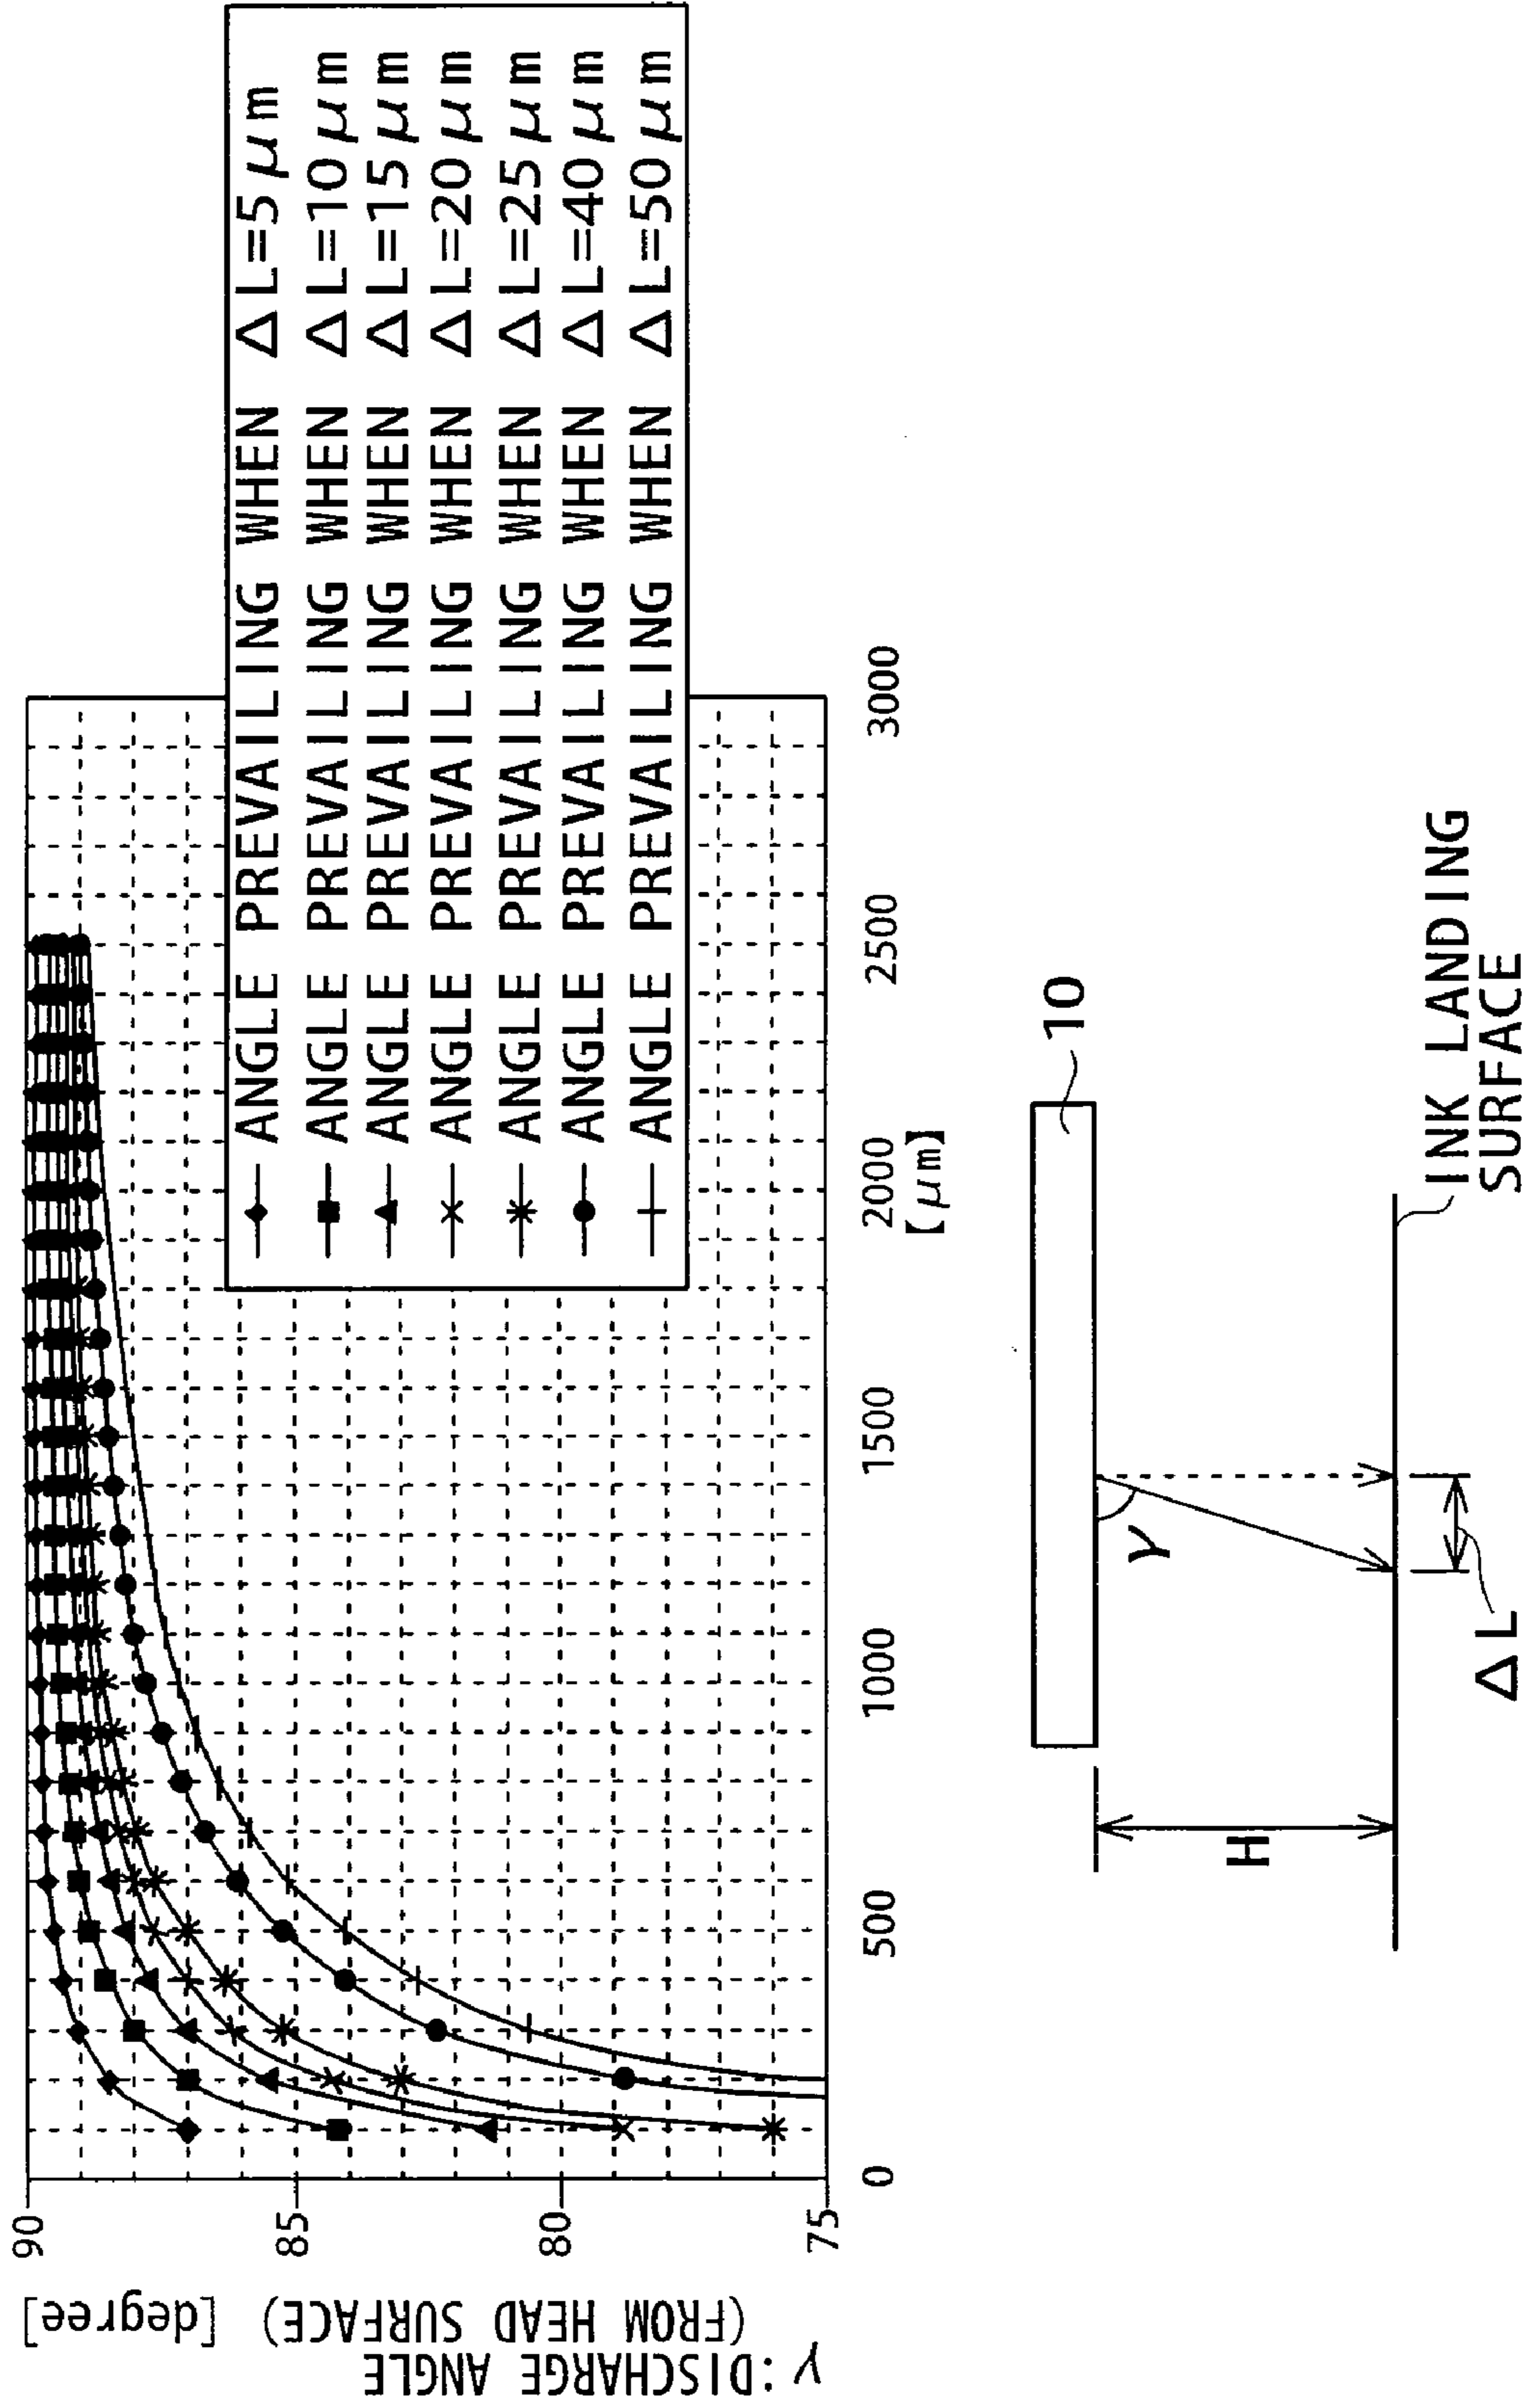 γ:DISCHARGE ANGLE
(FROM HEAD SURFACE) [degree]
90
85
80
75
0
500
1000
1500
2000
2500
3000
【μm】
ANGLE PREVAILING WHEN ΔL=5μm
ANGLE PREVAILING WHEN ΔL=10μm
ANGLE PREVAILING WHEN ΔL=15μm
ANGLE PREVAILING WHEN ΔL=20μm
ANGLE PREVAILING WHEN ΔL=25μm
ANGLE PREVAILING WHEN ΔL=40μm
ANGLE PREVAILING WHEN ΔL=50μm
10
γ
H
ΔL
INK LANDING
SURFACE